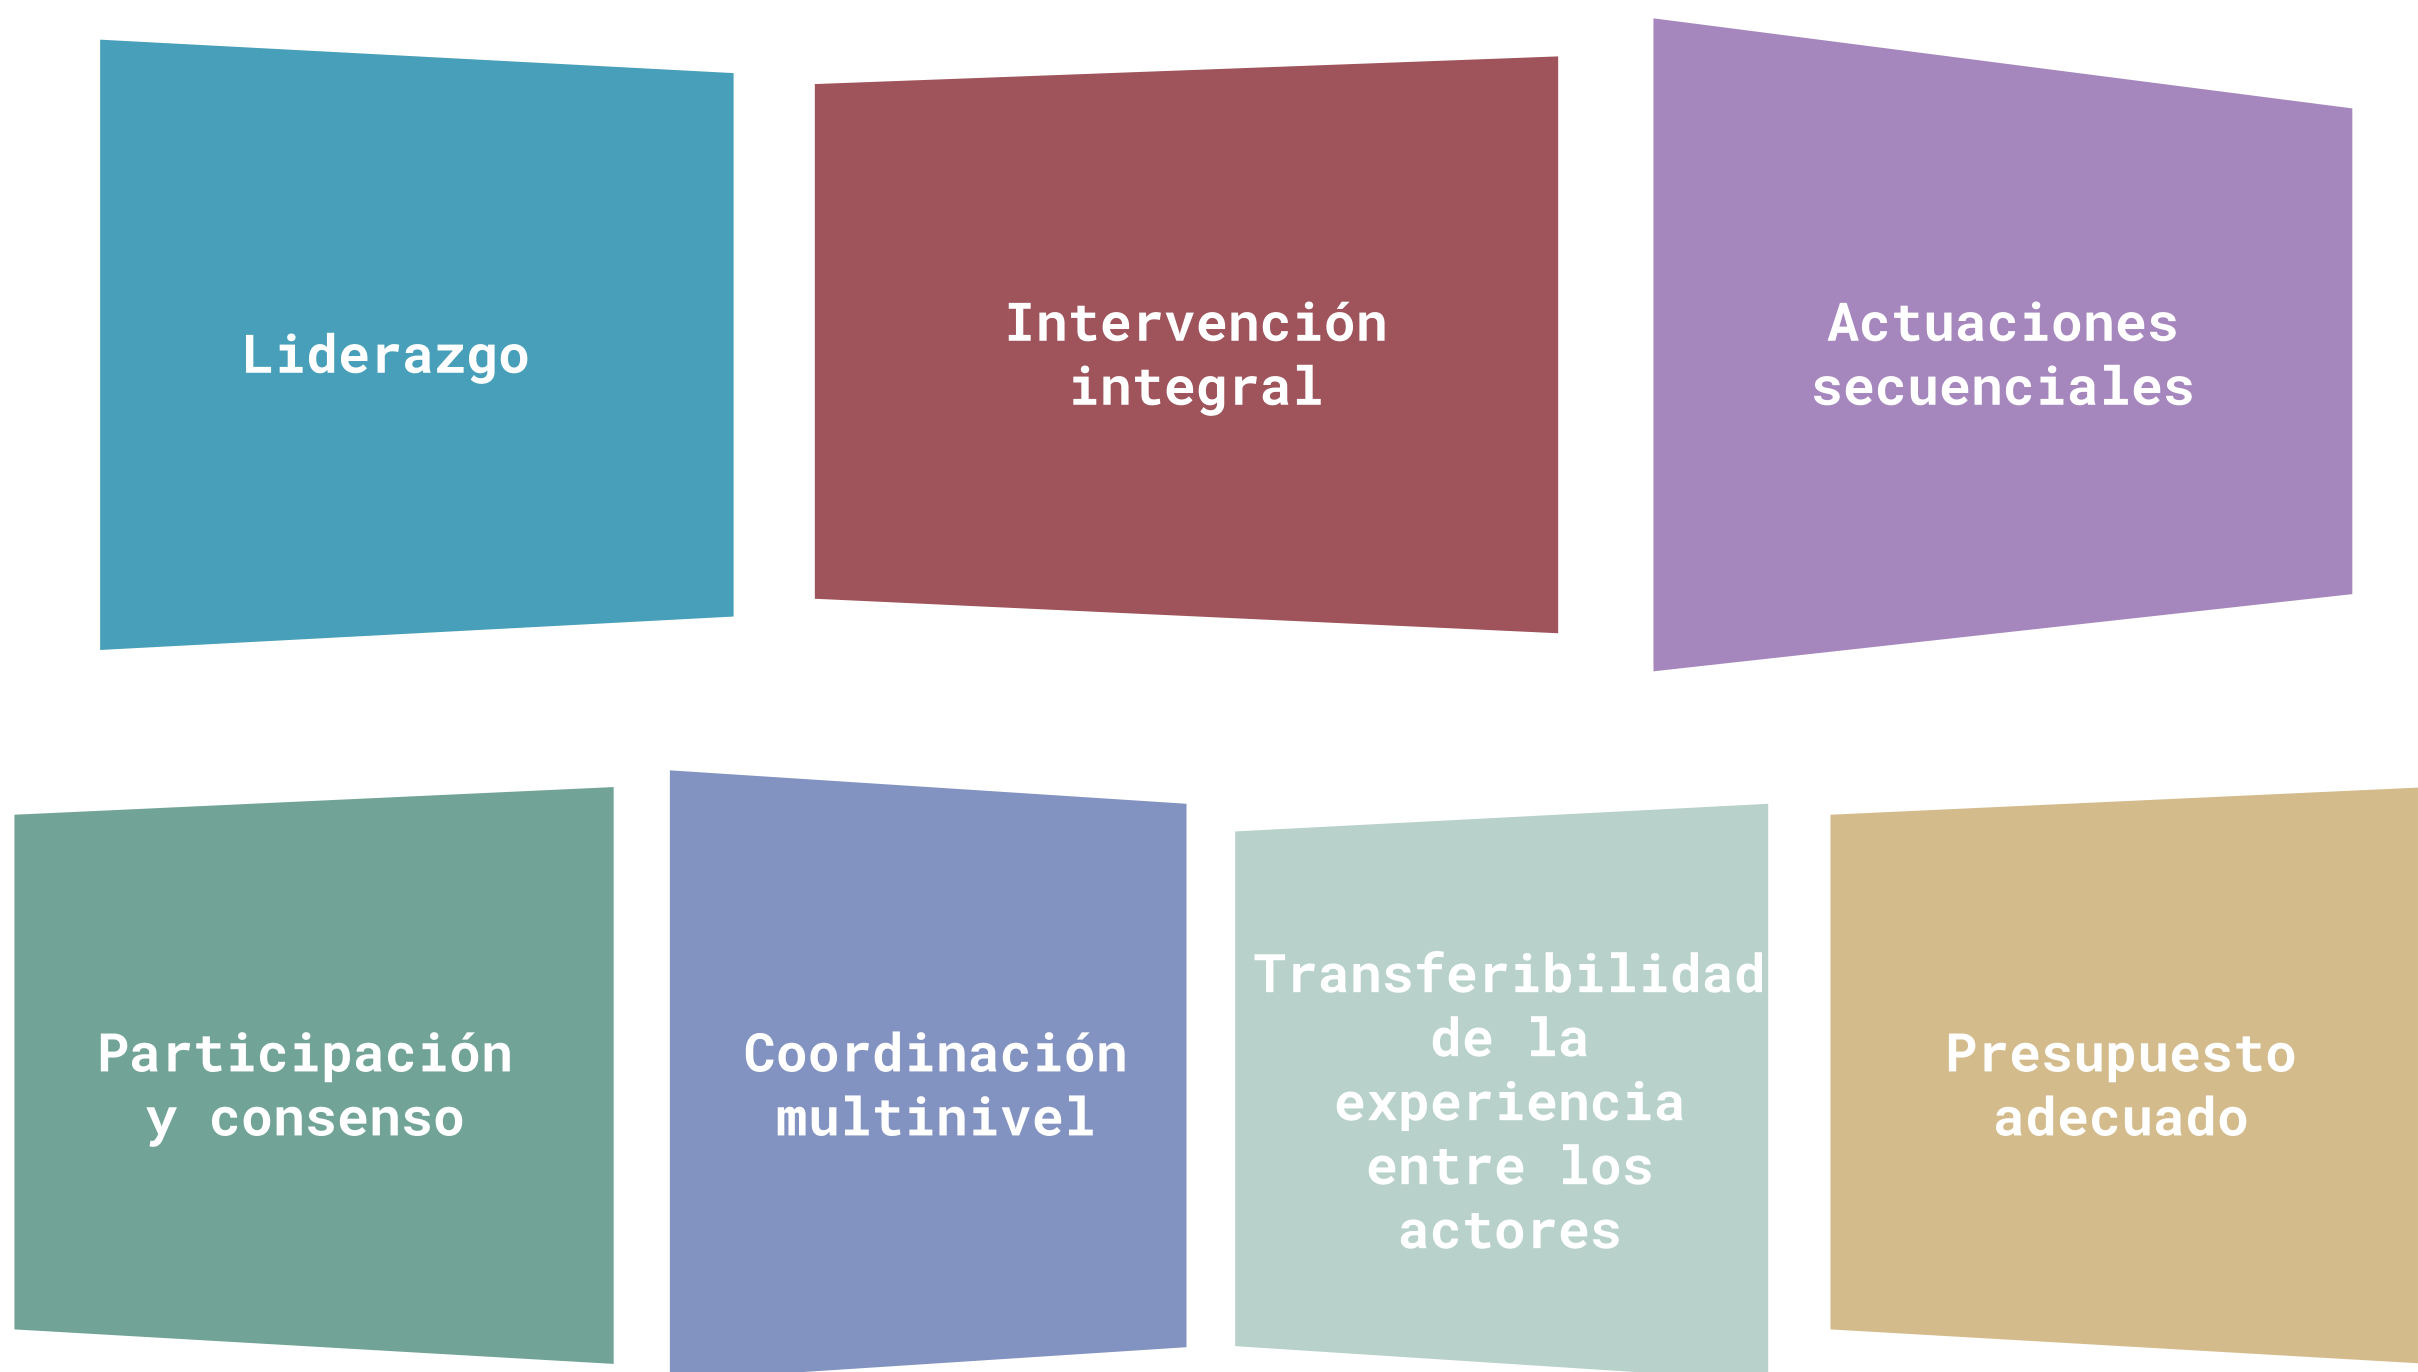 Liderazgo
Intervención
integral
Actuaciones
secuenciales
Participación
y consenso
Coordinación
multinivel
Transferibilidad
de la
experiencia
entre los
actores
Presupuesto
adecuado